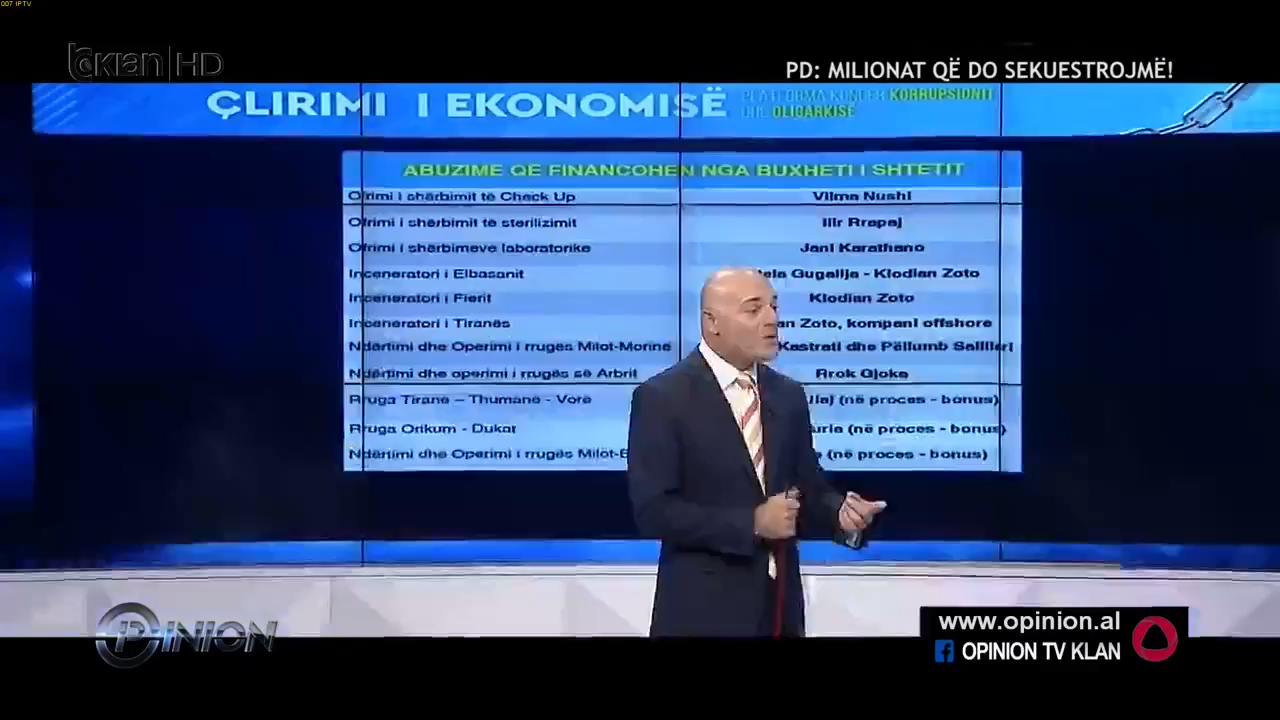 007 IPTV
klan HD
PD: MILIONAT QË DO SEKUESTROJMË!
ÇLIRIMI I EKONOMISË
PLATFORMA KUNDËR KORRUPSIONIT
DHE OLIGARKISË
ABUZIME QË FINANCOHEN NGA BUXHETI I SHTETIT
Ofrimi i shërbimit të Check Up Vilma Nushi
Ofrimi i shërbimit të sterilizimit Ilir Rrapaj
Ofrimi i shërbimeve laboratorike Jani Karathano
Inceneratori i Elbasanit Gugallja - Klodian Zoto
Inceneratori i Fierit Klodian Zoto
Inceneratori i Tiranës Zoto, kompani offshore
Ndërtimi dhe Operimi i rrugës Milot-Morinë Kastrati dhe Pëllumb Salillari
Ndërtimi dhe operimi i rrugës së Arbrit Rrok Gjoka
Rruga Tiranë – Thumanë - Vorë (në proces - bonus)
Rruga Orikum - Dukat (në proces - bonus)
Ndërtimi dhe Operimi i rrugës Milot- (në proces - bonus)
OPINION
www.opinion.al
OPINION TV KLAN